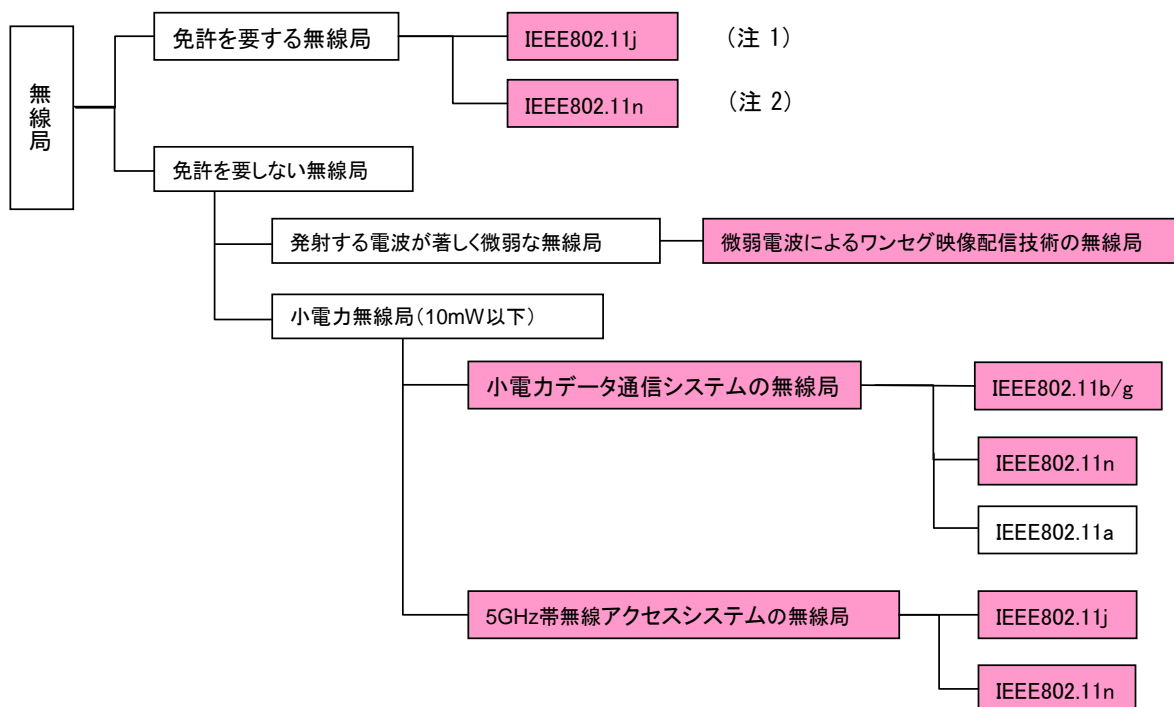 無線局
免許を要する無線局
IEEE802.11j
(注 1)
IEEE802.11n
(注 2)
免許を要しない無線局
発射する電波が著しく微弱な無線局
微弱電波によるワンセグ映像配信技術の無線局
小電力無線局(10mW以下)
小電力データ通信システムの無線局
IEEE802.11b/g
IEEE802.11n
IEEE802.11a
5GHz帯無線アクセスシステムの無線局
IEEE802.11j
IEEE802.11n